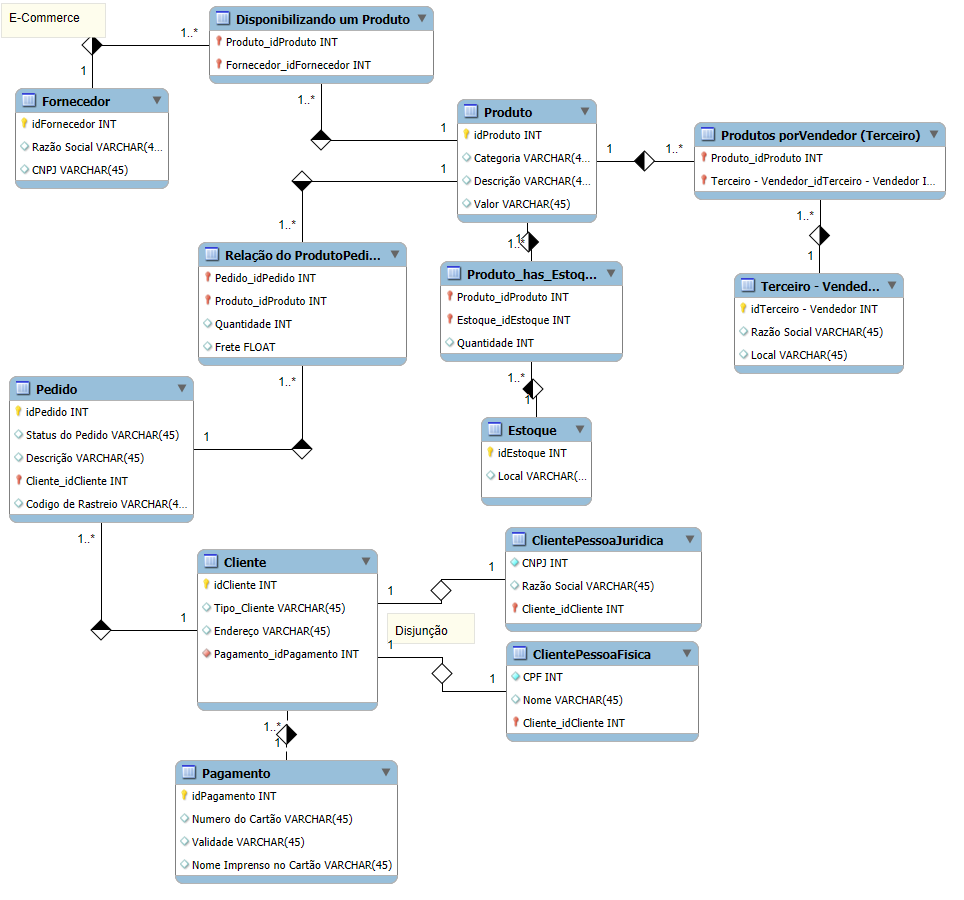 E-Commerce
Disponibilizando um Produto
Produto_idProduto INT
Fornecedor_idFornecedor INT
1..*
1
Fornecedor
idFornecedor INT
Razão Social VARCHAR(4...
CNPJ VARCHAR(45)
1..*
1
Produto
idProduto INT
Categoria VARCHAR(4...
Descrição VARCHAR(4...
Valor VARCHAR(45)
1
1..*
Produtos porVendedor (Terceiro)
Produto_idProduto INT
Terceiro - Vendedor_idTerceiro - Vendedor I...
1..*
1
Terceiro - Vended...
idTerceiro - Vendedor INT
Razão Social VARCHAR(45)
Local VARCHAR(45)
1
1..*
Relação do ProdutoPedi...
Pedido_idPedido INT
Produto_idProduto INT
Quantidade INT
Frete FLOAT
1
1..*
Produto_has_Estoq...
Produto_idProduto INT
Estoque_idEstoque INT
Quantidade INT
1..*
1
Estoque
idEstoque INT
Local VARCHAR(...
1..*
1
Pedido
idPedido INT
Status do Pedido VARCHAR(45)
Descrição VARCHAR(45)
Cliente_idCliente INT
Codigo de Rastreio VARCHAR(4...
1..*
1
Cliente
idCliente INT
Tipo_Cliente VARCHAR(45)
Endereço VARCHAR(45)
Pagamento_idPagamento INT
1
1
Disjunção
1
1
ClientePessoaJuridica
CNPJ INT
Razão Social VARCHAR(45)
Cliente_idCliente INT
ClientePessoaFisica
CPF INT
Nome VARCHAR(45)
Cliente_idCliente INT
1..*
1
Pagamento
idPagamento INT
Numero do Cartão VARCHAR(45)
Validade VARCHAR(45)
Nome Imprenso no Cartão VARCHAR(45)